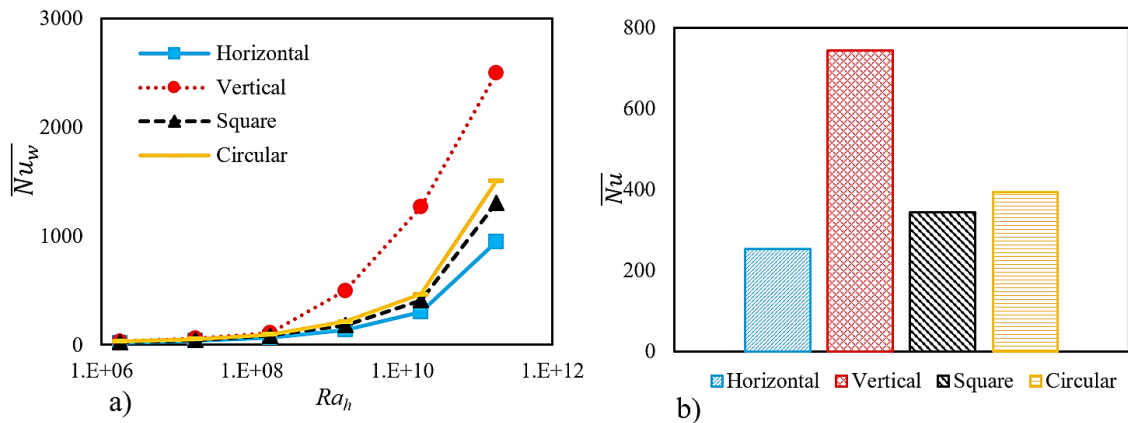 3000
2000
1000
0
Nu_w
Horizontal
Vertical
Square
Circular
1.E+06
1.E+08
1.E+10
1.E+12
Ra_h
a)
800
600
400
200
0
Nu
Horizontal Vertical Square Circular
b)